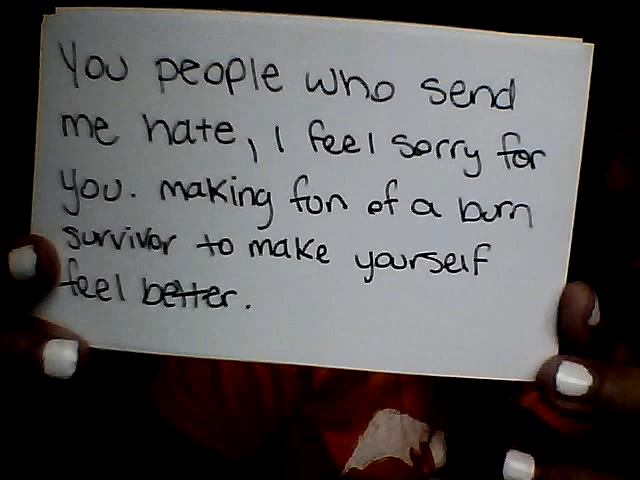 You people who send
me hate, I feel sorry for
you. making fun of a burn
survivor to make yourself
feel better.